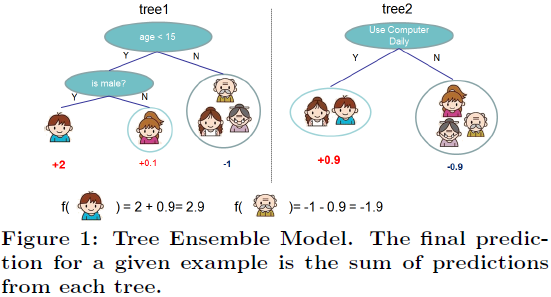 tree1
tree2
age < 15
Use Computer
Daily
Y
N
Y
N
is male?
Y
N
+2
+0.1
-1
+0.9
-0.9
f( ) = 2 + 0.9= 2.9
f( )= -1 - 0.9 = -1.9
Figure 1: Tree Ensemble Model. The final predic-
tion for a given example is the sum of predictions
from each tree.